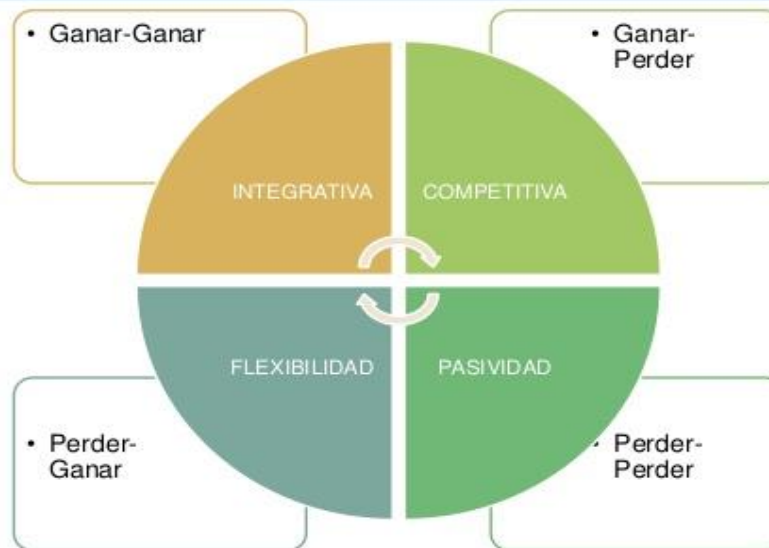 • Ganar-Ganar
• Ganar-
Perder
INTEGRATIVA
COMPETITIVA
FLEXIBILIDAD
PASIVIDAD
• Perder-
Ganar
• Perder-
Perder